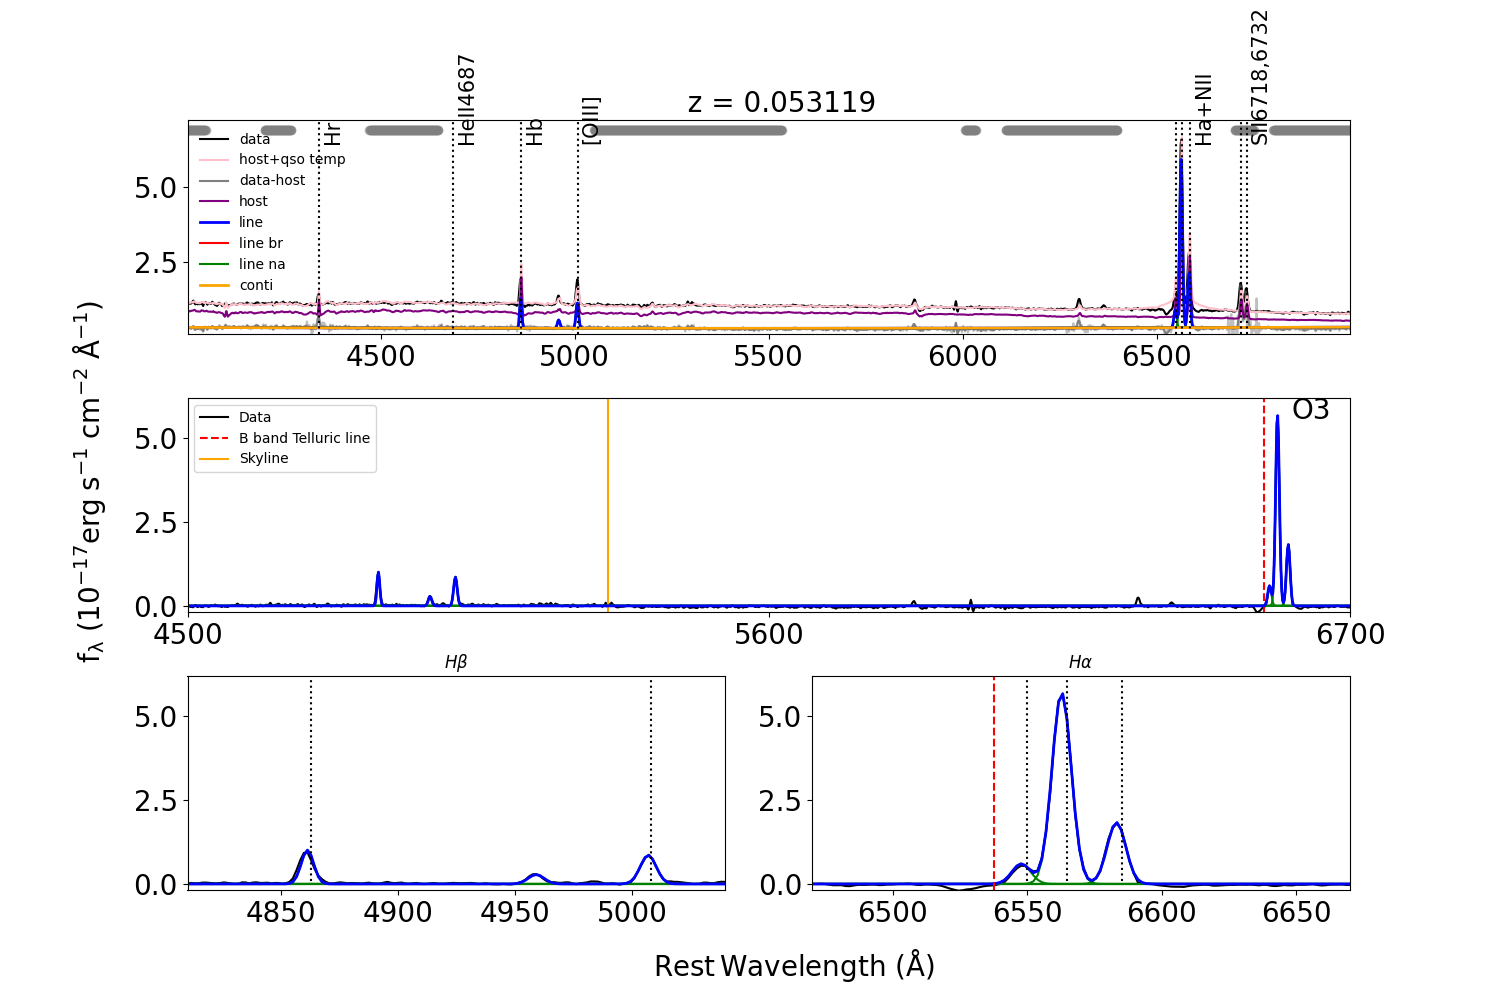 z = 0.053119
Hr
HeII4687
Hb
[OIII]
Ha+NII
SII6718,6732
data
host+qso temp
data-host
host
line
line br
line na
conti
5.0
2.5
4500
5000
5500
6000
6500
Data
B band Telluric line
Skyline
O3
5.0
2.5
0.0
4500
5600
6700
fλ (10⁻¹⁷erg s⁻¹ cm⁻² Å⁻¹)
Hβ
5.0
2.5
0.0
4850
4900
4950
5000
Hα
5.0
2.5
0.0
6500
6550
6600
6650
Rest Wavelength (Å)